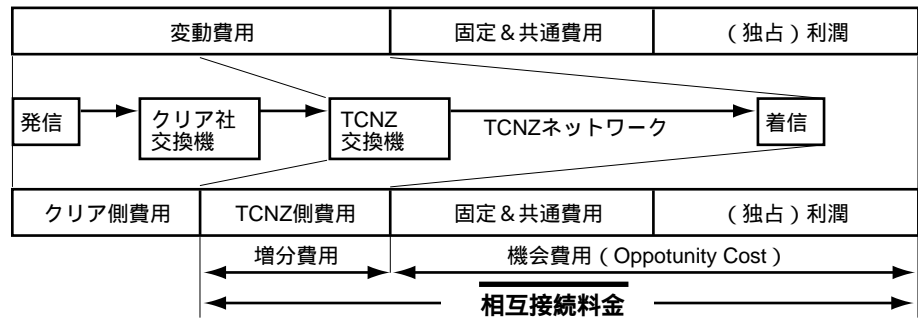 変動費用 固定＆共通費用 （独占）利潤
発信 クリア社交換機 TCNZ交換機 TCNZネットワーク 着信
クリア側費用 TCNZ側費用 固定＆共通費用 （独占）利潤
増分費用 機会費用（Oppotunity Cost）
相互接続料金